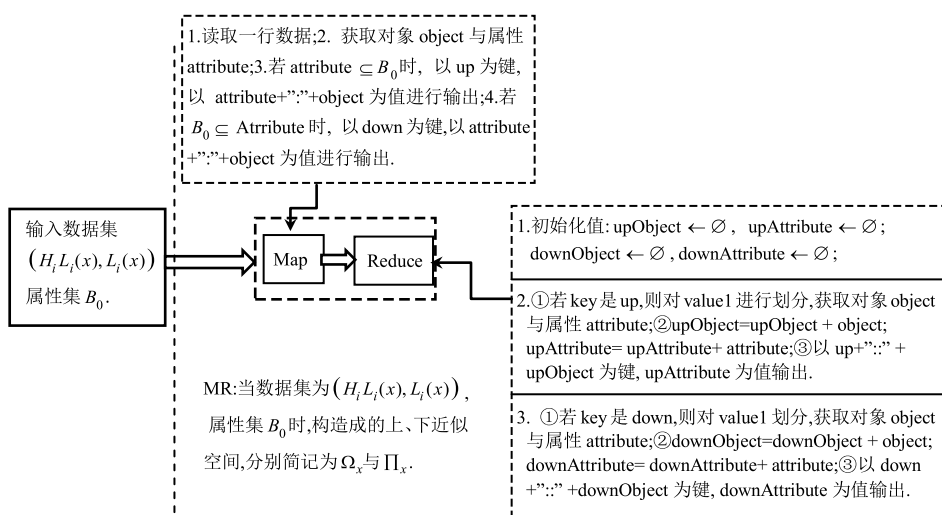 1.读取一行数据;2. 获取对象 object 与属性
attribute;3.若 attribute ⊆ B₀ 时, 以 up 为键,
以 attribute+”:”+object 为值进行输出;4.若
B₀ ⊆ Atrribute 时, 以 down 为键,以 attribute
+”:”+object 为值进行输出.
输入数据集
(HᵢLᵢ(x), Lᵢ(x))
属性集 B₀.
Map
Reduce
1.初始化值: upObject ← ∅, upAttribute ← ∅;
downObject ← ∅, downAttribute ← ∅;
2.①若 key 是 up,则对 value1 进行划分,获取对象 object
与属性 attribute;②upObject=upObject + object;
upAttribute= upAttribute+ attribute;③以 up+”::” +
upObject 为键, upAttribute 为值输出.
3. ①若 key 是 down,则对 value1 划分,获取对象 object
与属性 attribute;②downObject=downObject + object;
downAttribute= downAttribute+ attribute;③以 down
+”::” +downObject 为键, downAttribute 为值输出.
MR:当数据集为 (HᵢLᵢ(x), Lᵢ(x)),
属性集 B₀ 时,构造成的上、下近似
空间,分别简记为 Ωₓ 与 ∏ₓ.